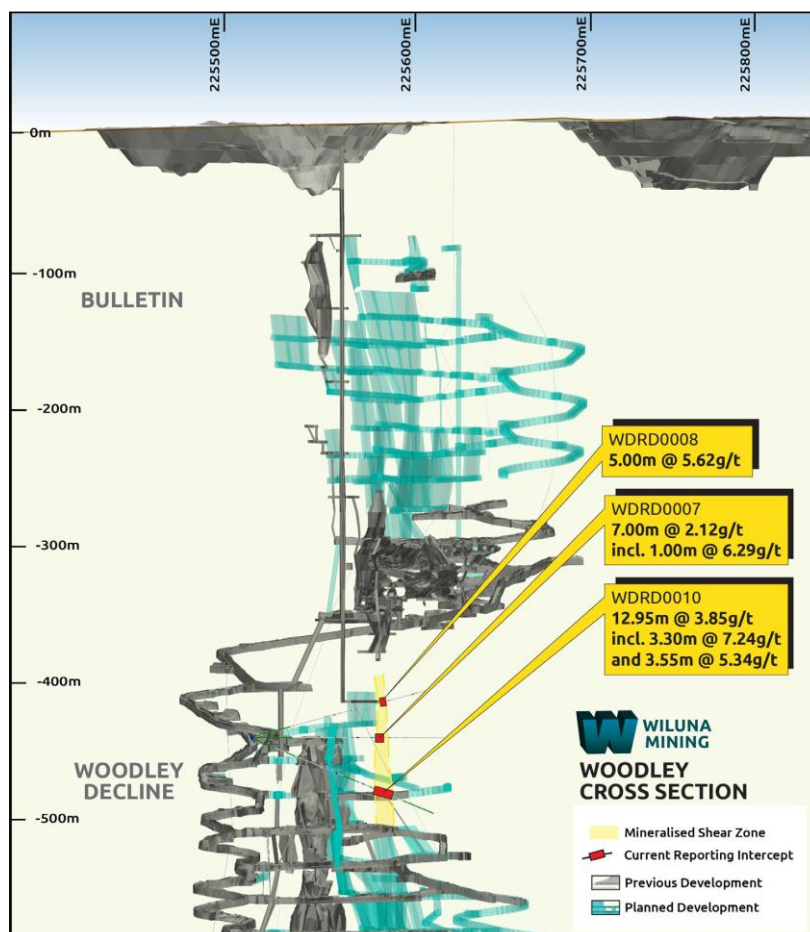 225500mE
225600mE
225700mE
225800mE
0m
-100m
BULLETIN
-200m
WDRD0008
5.00m @ 5.62g/t
WDRD0007
7.00m @ 2.12g/t
incl. 1.00m @ 6.29g/t
-300m
WDRD0010
12.95m @ 3.85g/t
incl. 3.30m @ 7.24g/t
and 3.55m @ 5.34g/t
-400m
WILUNA
MINING
WOODLEY
DECLINE
WOODLEY
CROSS SECTION
-500m
Mineralised Shear Zone
Current Reporting Intercept
Previous Development
Planned Development